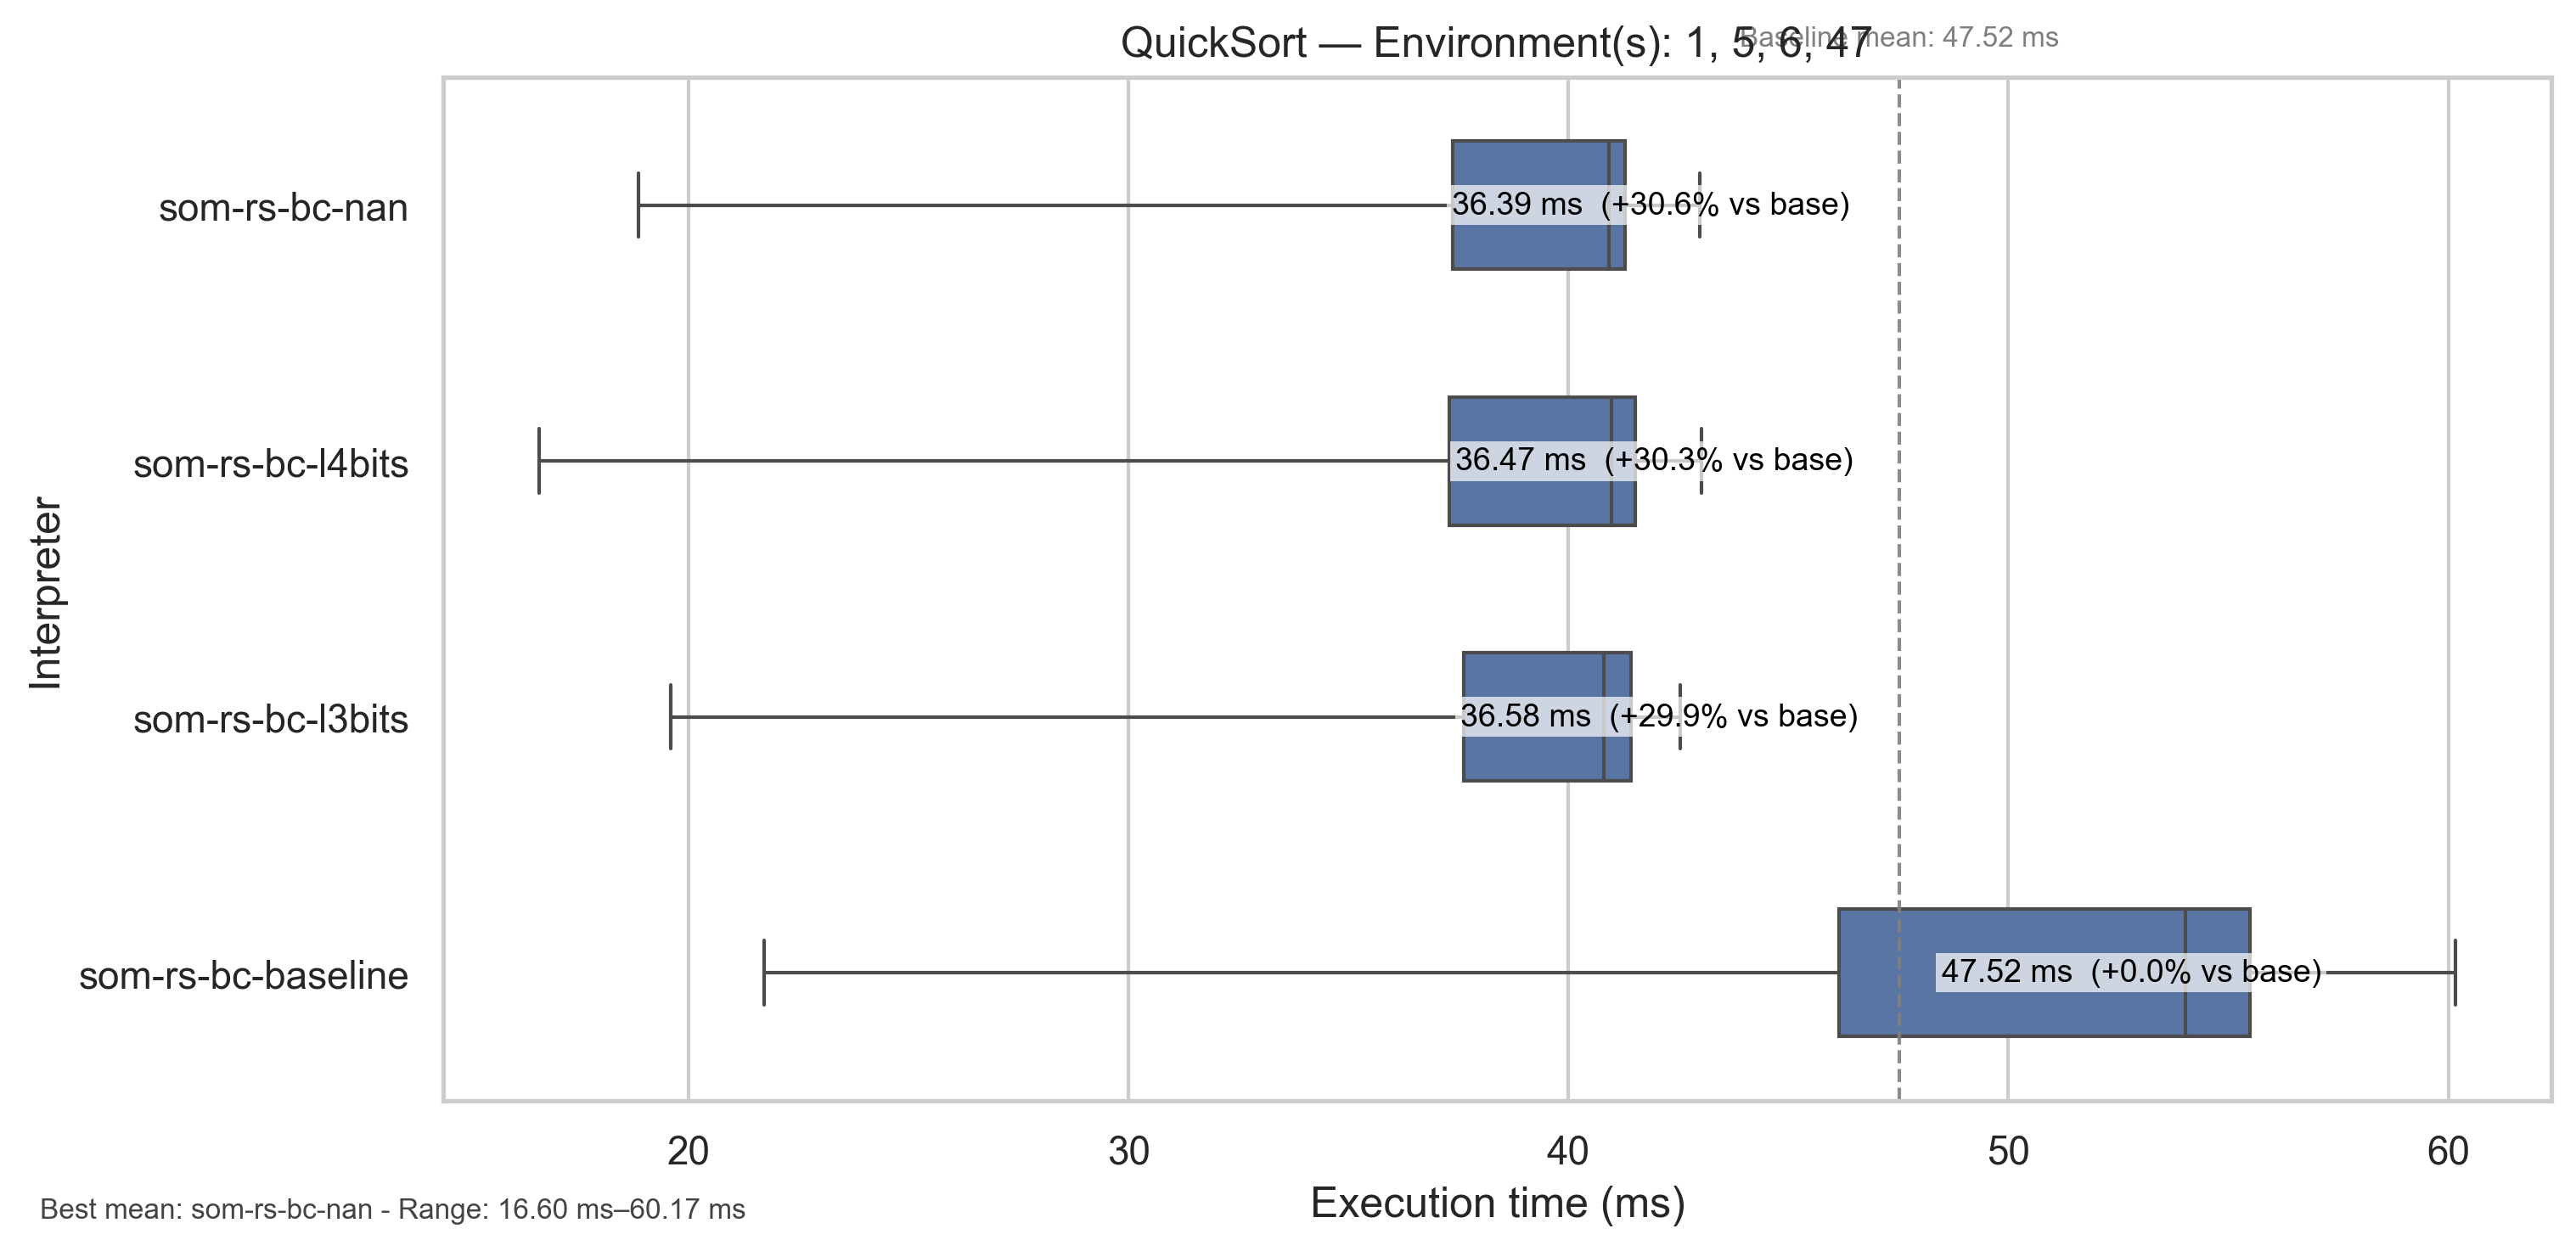 QuickSort — Environment(s): 1, 5, 6, 47
Baseline mean: 47.52 ms
Interpreter
som-rs-bc-nan
36.39 ms (+30.6% vs base)
som-rs-bc-l4bits
36.47 ms (+30.3% vs base)
som-rs-bc-l3bits
36.58 ms (+29.9% vs base)
som-rs-bc-baseline
47.52 ms (+0.0% vs base)
20 30 40 50 60
Execution time (ms)
Best mean: som-rs-bc-nan - Range: 16.60 ms–60.17 ms